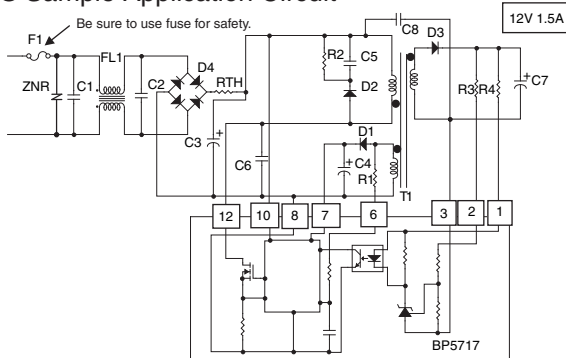 Sample Application Circuit
Be sure to use fuse for safety.
12V 1.5A
F1
ZNR
C1
FL1
C2
D4
RTH
C3
C6
R2
C5
D2
C8
D3
R3
R4
C7
D1
C4
R1
T1
12
10
8
7
6
3
2
1
BP5717